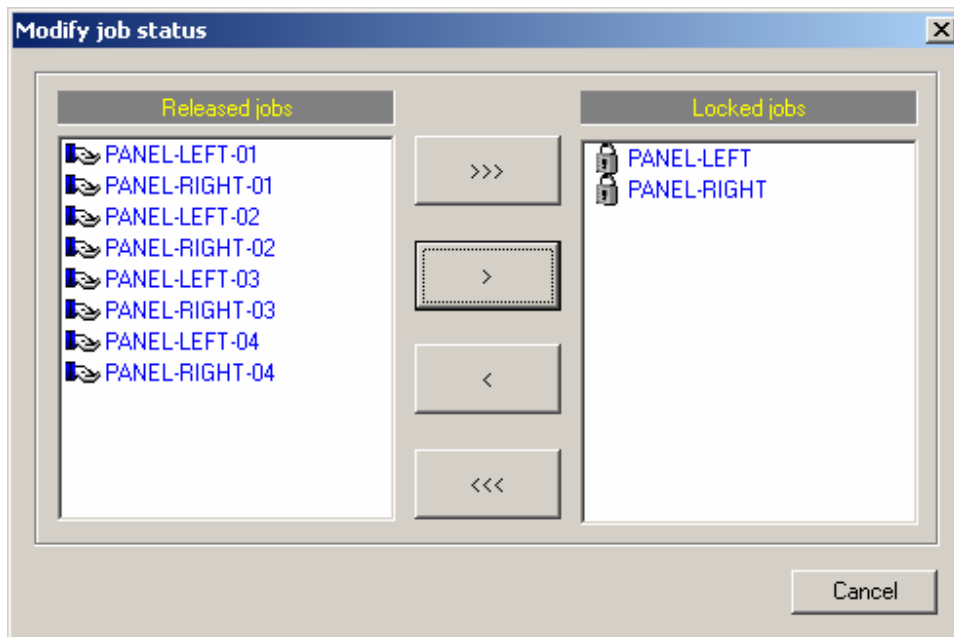 Modify job status
Released jobs
PANEL-LEFT-01
PANEL-RIGHT-01
PANEL-LEFT-02
PANEL-RIGHT-02
PANEL-LEFT-03
PANEL-RIGHT-03
PANEL-LEFT-04
PANEL-RIGHT-04
>>>
>
<
<<<
Locked jobs
PANEL-LEFT
PANEL-RIGHT
Cancel